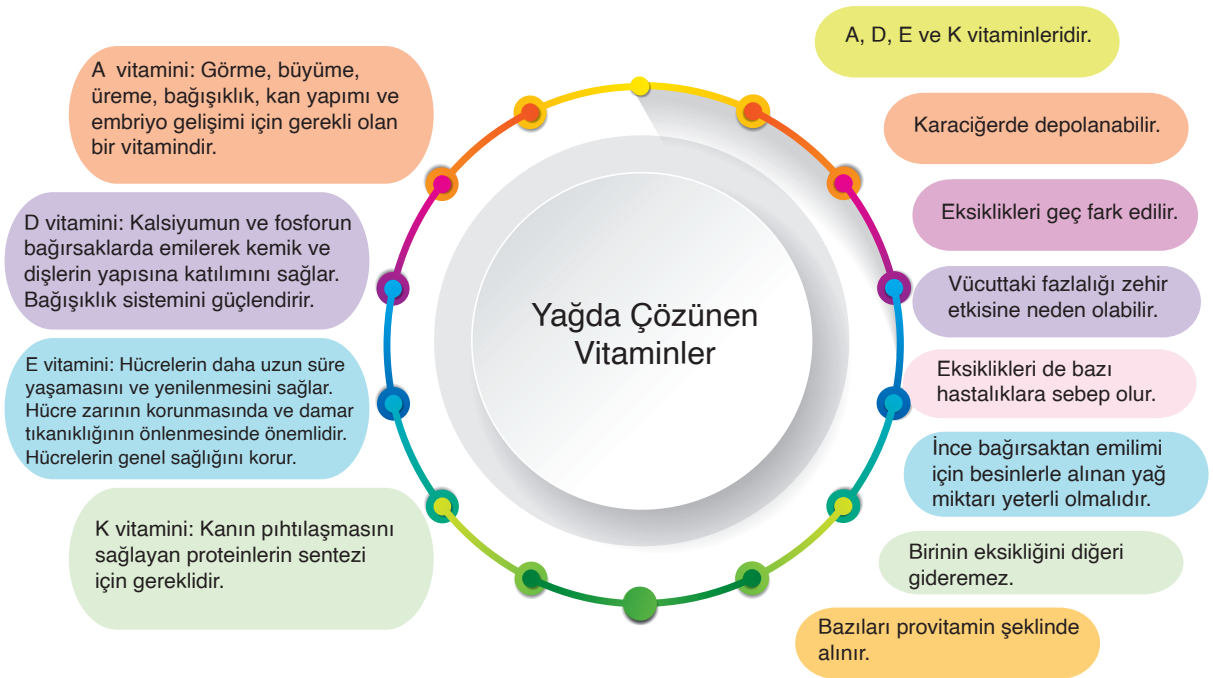 Yağda Çözünen
Vitaminler
A, D, E ve K vitaminleridir.
Karaciğerde depolanabilir.
Eksiklikleri geç fark edilir.
Vücuttaki fazlalığı zehir
etkisine neden olabilir.
Eksiklikleri de bazı
hastalıklara sebep olur.
İnce bağırsaktan emilimi
için besinlerle alınan yağ
miktarı yeterli olmalıdır.
Birinin eksikliğini diğeri
gideremez.
Bazıları provitamin şeklinde
alınır.
A vitamini: Görme, büyüme,
üreme, bağışıklık, kan yapımı ve
embriyo gelişimi için gerekli olan
bir vitamindir.
D vitamini: Kalsiyumun ve fosforun
bağırsaklarda emilerek kemik ve
dişlerin yapısına katılımını sağlar.
Bağışıklık sistemini güçlendirir.
E vitamini: Hücrelerin daha uzun süre
yaşamasını ve yenilenmesini sağlar.
Hücre zarının korunmasında ve damar
tıkanıklığının önlenmesinde önemlidir.
Hücrelerin genel sağlığını korur.
K vitamini: Kanın pıhtılaşmasını
sağlayan proteinlerin sentezi
için gereklidir.